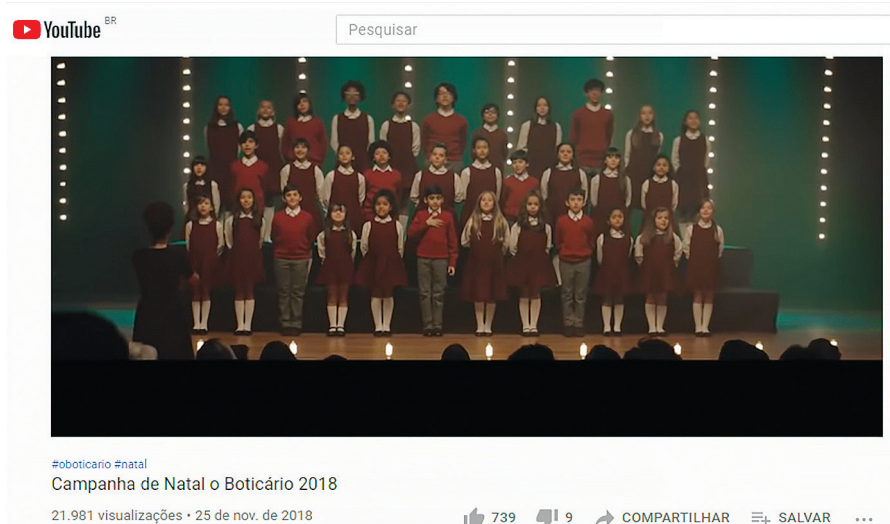 YouTube BR
Pesquisar
#oboticario #natal
Campanha de Natal o Boticário 2018
21.981 visualizações • 25 de nov. de 2018 739 9 COMPARTILHAR SALVAR ...